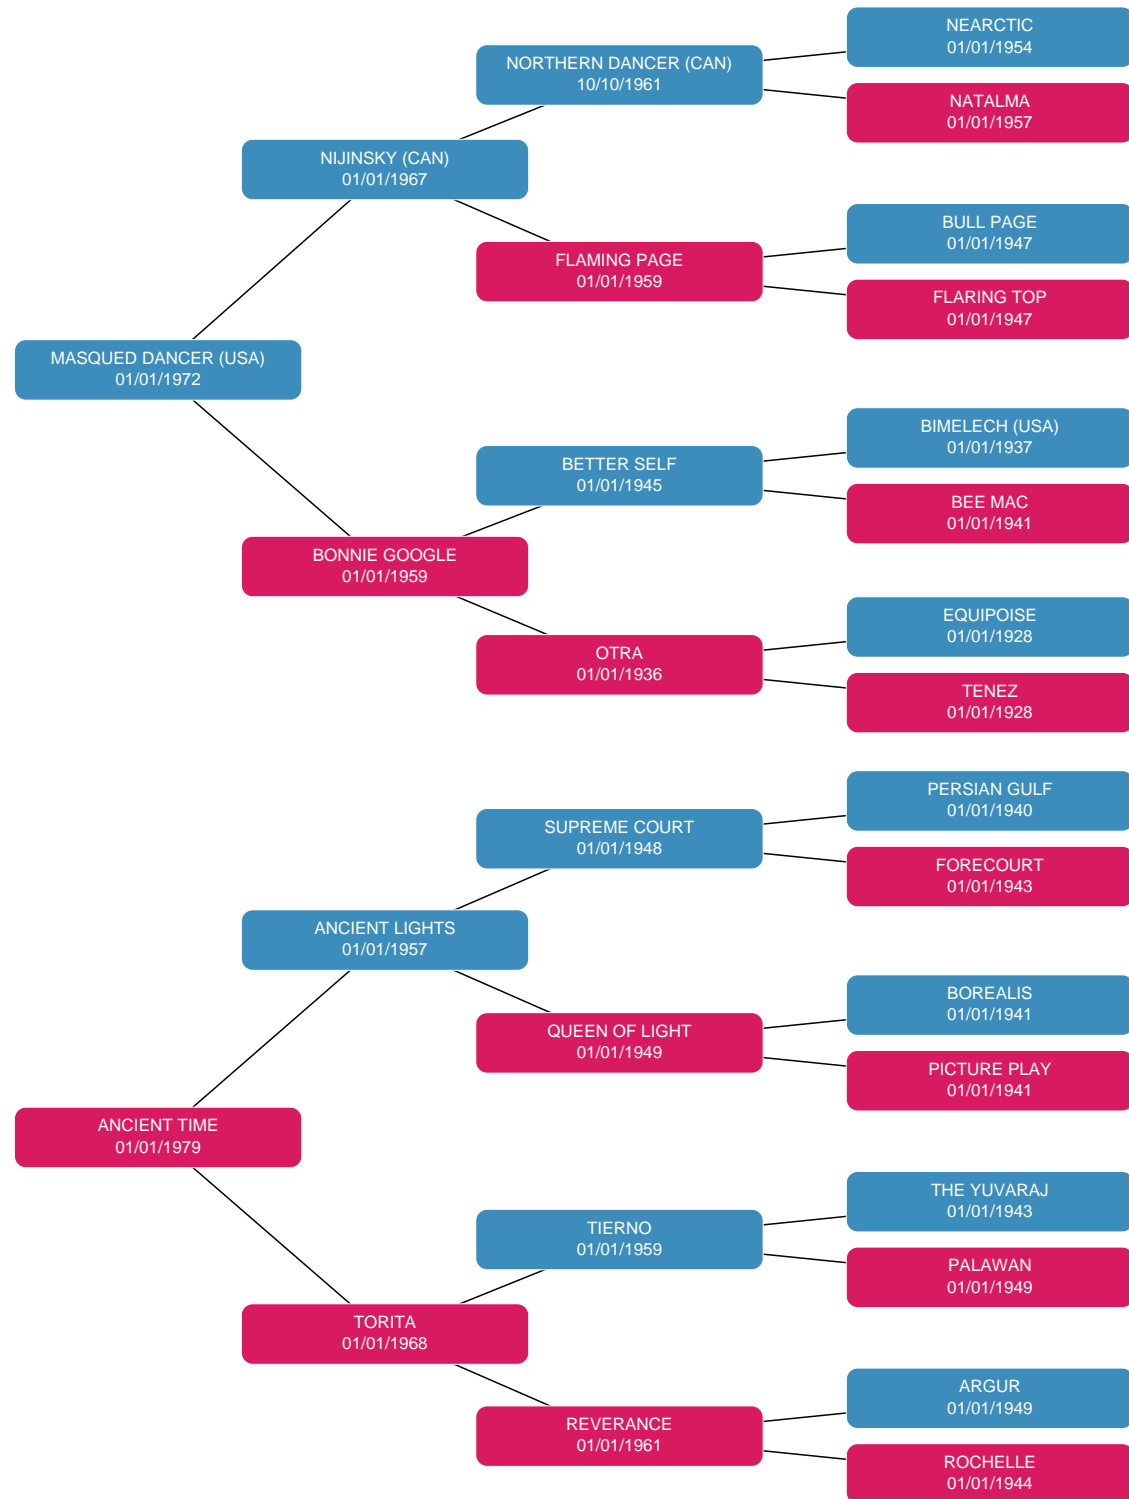 NEARCTIC
01/01/1954
NORTHERN DANCER (CAN)
10/10/1961
NATALMA
01/01/1957
NIJINSKY (CAN)
01/01/1967
BULL PAGE
01/01/1947
FLAMING PAGE
01/01/1959
FLARING TOP
01/01/1947
MASQUED DANCER (USA)
01/01/1972
BIMELECH (USA)
01/01/1937
BETTER SELF
01/01/1945
BEE MAC
01/01/1941
BONNIE GOOGLE
01/01/1959
EQUIPOISE
01/01/1928
OTRA
01/01/1936
TENEZ
01/01/1928
PERSIAN GULF
01/01/1940
SUPREME COURT
01/01/1948
FORECOURT
01/01/1943
ANCIENT LIGHTS
01/01/1957
BOREALIS
01/01/1941
QUEEN OF LIGHT
01/01/1949
PICTURE PLAY
01/01/1941
ANCIENT TIME
01/01/1979
THE YUVARAJ
01/01/1943
TIERNO
01/01/1959
PALAWAN
01/01/1949
TORITA
01/01/1968
ARGUR
01/01/1949
REVERANCE
01/01/1961
ROCHELLE
01/01/1944